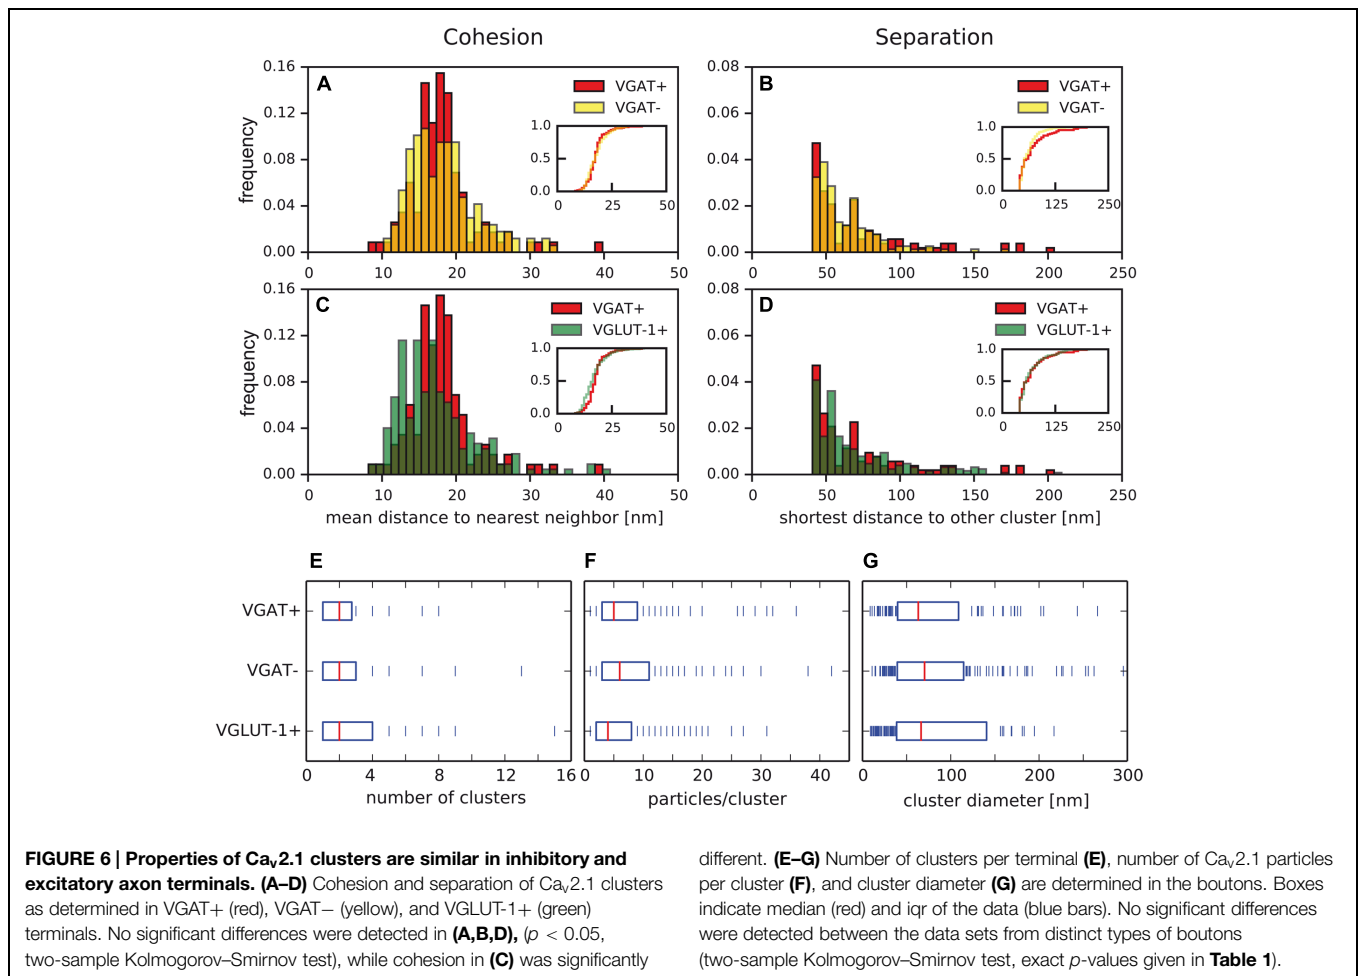 Cohesion
Separation
A
VGAT+
VGAT-
0.16
0.12
0.08
0.04
0.00
frequency
1.0
0.5
0.0
0 25 50
0 10 20 30 40 50
B
VGAT+
VGAT-
0.08
0.06
0.04
0.02
0.00
1.0
0.5
0.0
0 125 250
0 50 100 150 200 250
C
VGAT+
VGLUT-1+
0.16
0.12
0.08
0.04
0.00
frequency
1.0
0.5
0.0
0 25 50
0 10 20 30 40 50
mean distance to nearest neighbor [nm]
D
VGAT+
VGLUT-1+
0.08
0.06
0.04
0.02
0.00
1.0
0.5
0.0
0 125 250
0 50 100 150 200 250
shortest distance to other cluster [nm]
E
VGAT+
VGAT-
VGLUT-1+
0 4 8 12 16
number of clusters
F
0 10 20 30 40
particles/cluster
G
0 100 200 300
cluster diameter [nm]
FIGURE 6 | Properties of Cav2.1 clusters are similar in inhibitory and
excitatory axon terminals. (A–D) Cohesion and separation of Cav2.1 clusters
as determined in VGAT+ (red), VGAT− (yellow), and VGLUT-1+ (green)
terminals. No significant differences were detected in (A,B,D), (p < 0.05,
two-sample Kolmogorov–Smirnov test), while cohesion in (C) was significantly
different. (E–G) Number of clusters per terminal (E), number of Cav2.1 particles
per cluster (F), and cluster diameter (G) are determined in the boutons. Boxes
indicate median (red) and iqr of the data (blue bars). No significant differences
were detected between the data sets from distinct types of boutons
(two-sample Kolmogorov–Smirnov test, exact p-values given in Table 1).